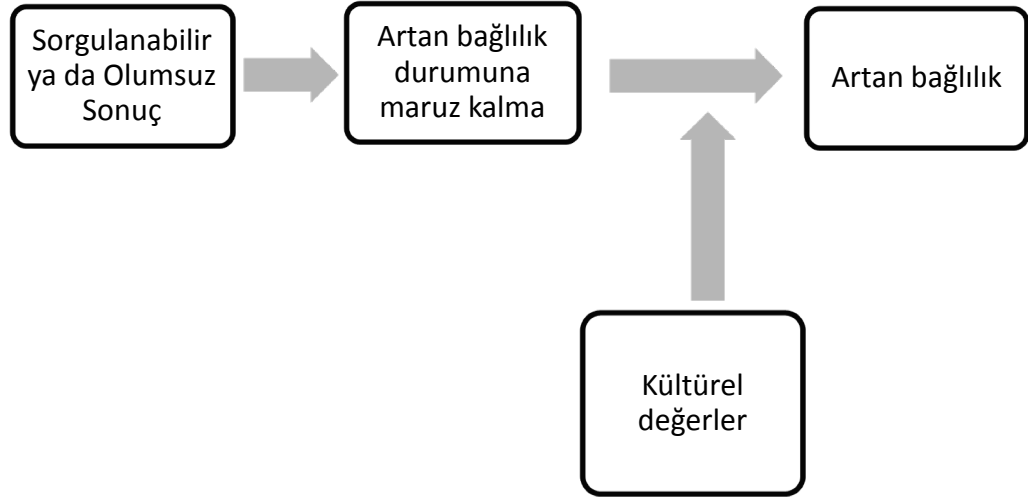 Sorgulanabilir
ya da Olumsuz
Sonuç
Artan bağlılık
durumuna
maruz kalma
Artan bağlılık
Kültürel
değerler